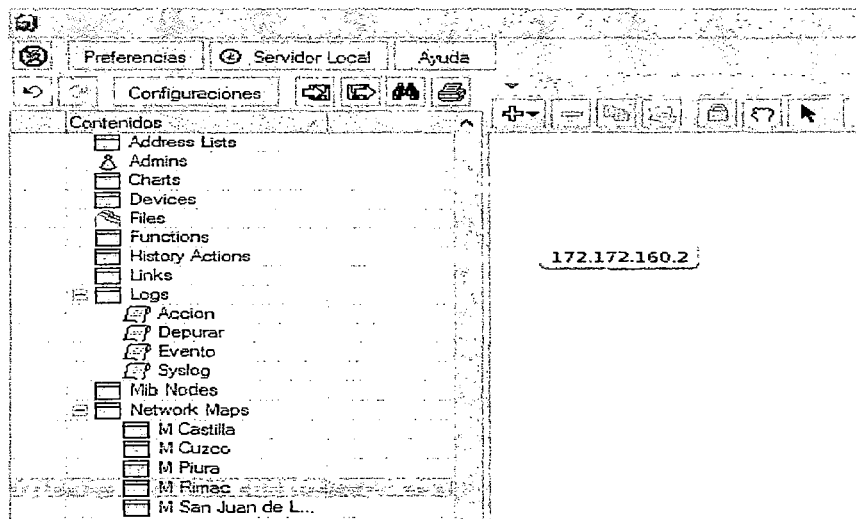 Preferencias Servidor Local Ayuda
Configuraciones
Contenidos
Address Lists
Admins
Charts
Devices
Files
Functions
History Actions
Links
Logs
Accion
Depurar
Evento
Syslog
Mib Nodes
Network Maps
M Castilla
M Cuzco
M Piura
M Rimac
M San Juan de L...
172.172.160.2